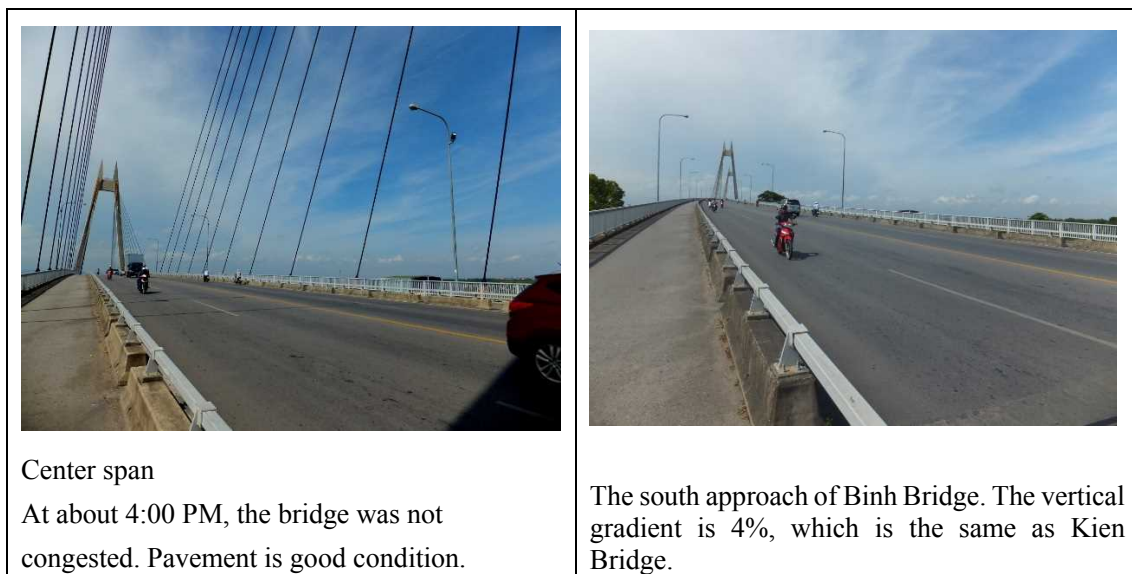 Center span
At about 4:00 PM, the bridge was not
congested. Pavement is good condition.
The south approach of Binh Bridge. The vertical
gradient is 4%, which is the same as Kien
Bridge.